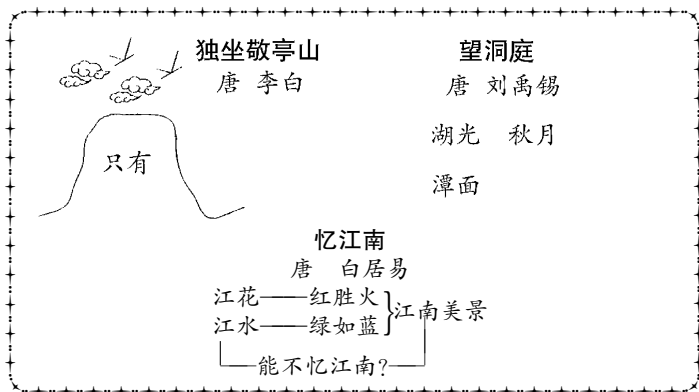 独坐敬亭山
唐 李白
只有
望洞庭
唐 刘禹锡
湖光 秋月
潭面
忆江南
唐 白居易
江花——红胜火
江水——绿如蓝
江南美景
能不忆江南?